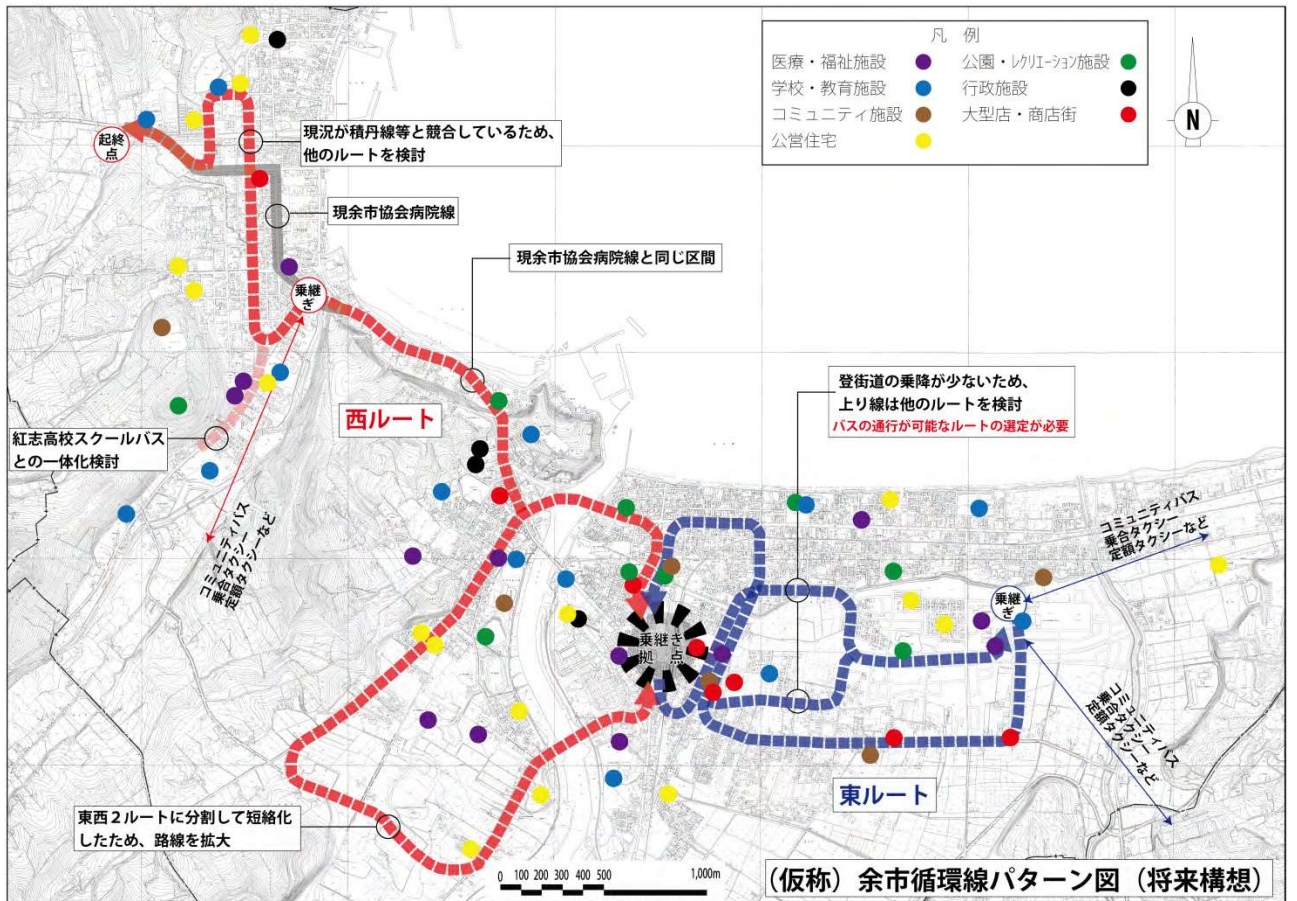 凡 例
医療・福祉施設
公園・レクリエーション施設
学校・教育施設
行政施設
コミュニティ施設
大型店・商店街
公営住宅
N
起終
点
現況が積丹線等と競合しているため、
他のルートを検討
現余市協会病院線
現余市協会病院線と同じ区間
乗継
ぎ
登街道の乗降が少ないため、
上り線は他のルートを検討
バスの通行が可能なルートの選定が必要
西ルート
紅志高校スクールバス
との一体化検討
コミュニティバス
乗合タクシー
定額タクシーなど
コミュニティバス
乗合タクシー
定額タクシーなど
乗継
ぎ
乗継き
拠 点
コミュニティバス
乗合タクシー
定額タクシーなど
東ルート
東西２ルートに分割して短絡化
したため、路線を拡大
0 100 200 300 400 500 1,000m
（仮称）余市循環線パターン図（将来構想）